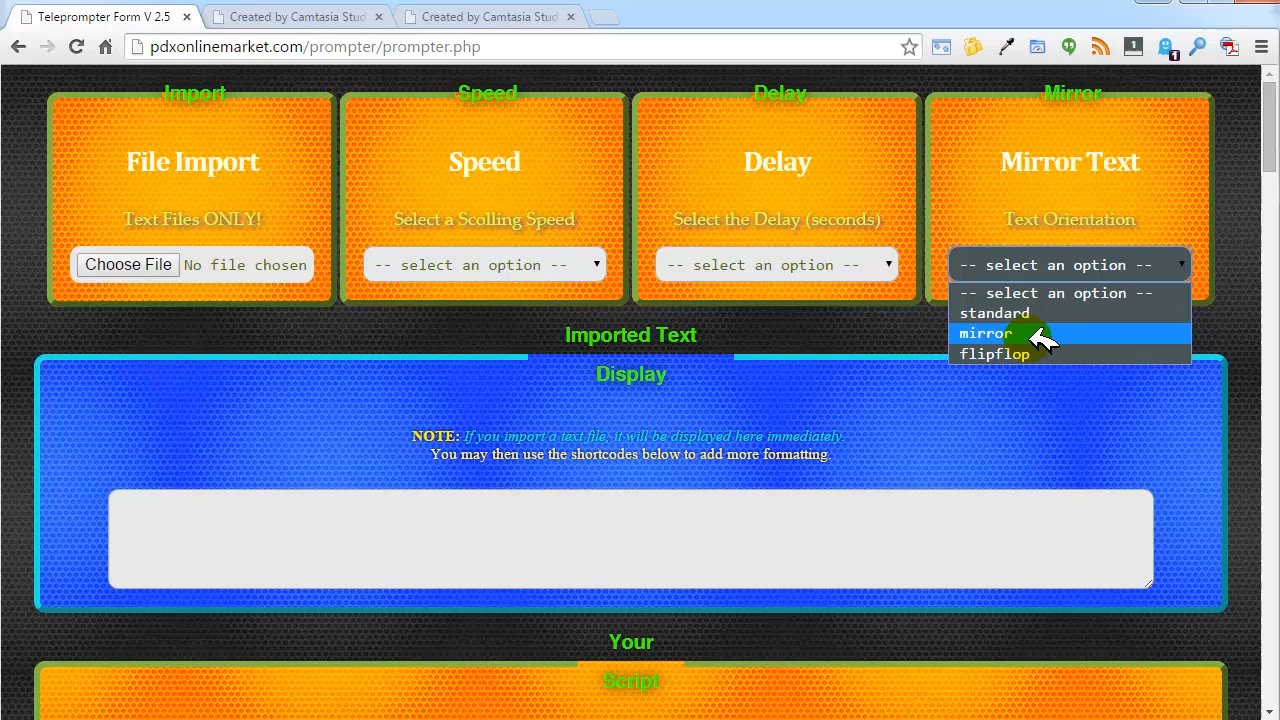 Teleprompter Form V 2.5
Created by Camtasia Stud
Created by Camtasia Stud
pdxonlinemarket.com/prompter/prompter.php
1
1
Import
Speed
Delay
Mirror
File Import
Speed
Delay
Mirror Text
Text Files ONLY!
Select a Scolling Speed
Select the Delay (seconds)
Text Orientation
Choose File No file chosen
-- select an option --
-- select an option --
-- select an option --
-- select an option --
standard
mirror
flipflop
Imported Text
Display
NOTE: If you import a text file, it will be displayed here immediately.
You may then use the shortcodes below to add more formatting.
Your
Script